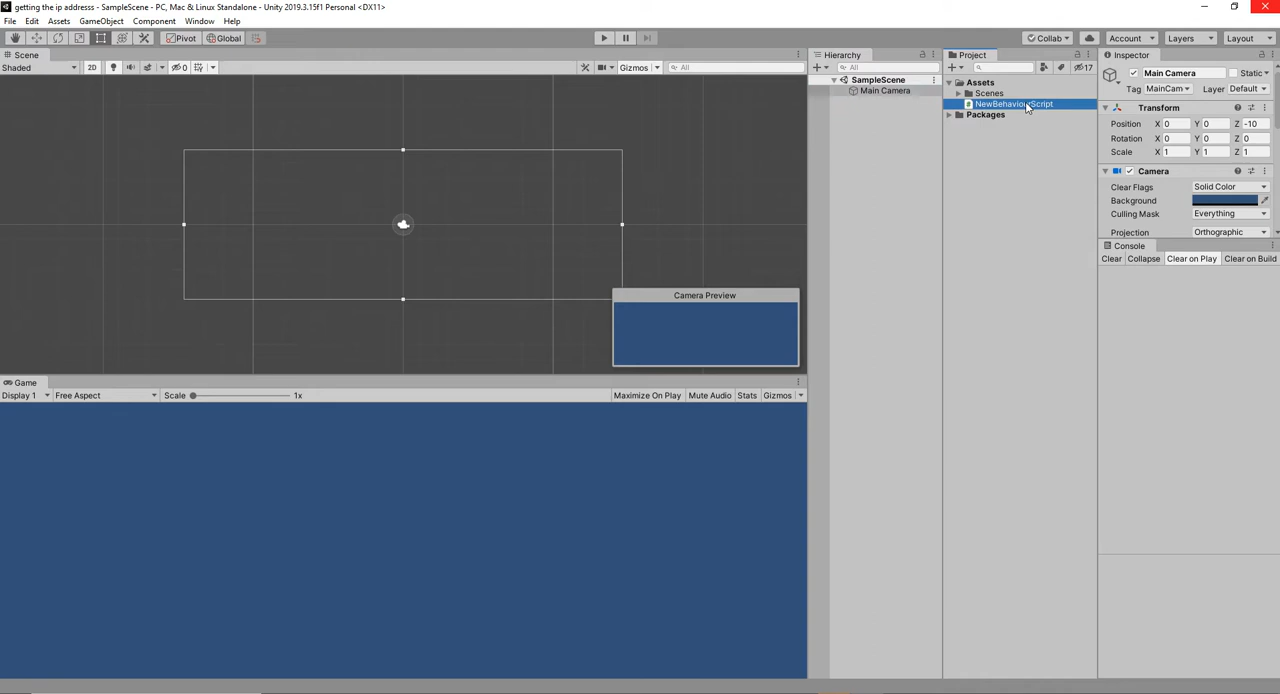 getting the ip addresss - SampleScene - PC, Mac & Linux Standalone - Unity 2019.3.15f1 Personal <DX11>
File Edit Assets GameObject Component Window Help
Pivot Global Collab Account Layers Layout
Scene
Shaded 2D 0 Gizmos All
Hierarchy
All
SampleScene
Main Camera
Project
17
Assets
Scenes
NewBehaviourScript
Packages
Inspector
Main Camera Static
Tag MainCam Layer Default
Transform
Position X 0 Y 0 Z -10
Rotation X 0 Y 0 Z 0
Scale X 1 Y 1 Z 1
Camera
Clear Flags Solid Color
Background
Culling Mask Everything
Projection Orthographic
Console
Clear Collapse Clear on Play Clear on Build
Camera Preview
Game
Display 1 Free Aspect Scale 1x Maximize On Play Mute Audio Stats Gizmos